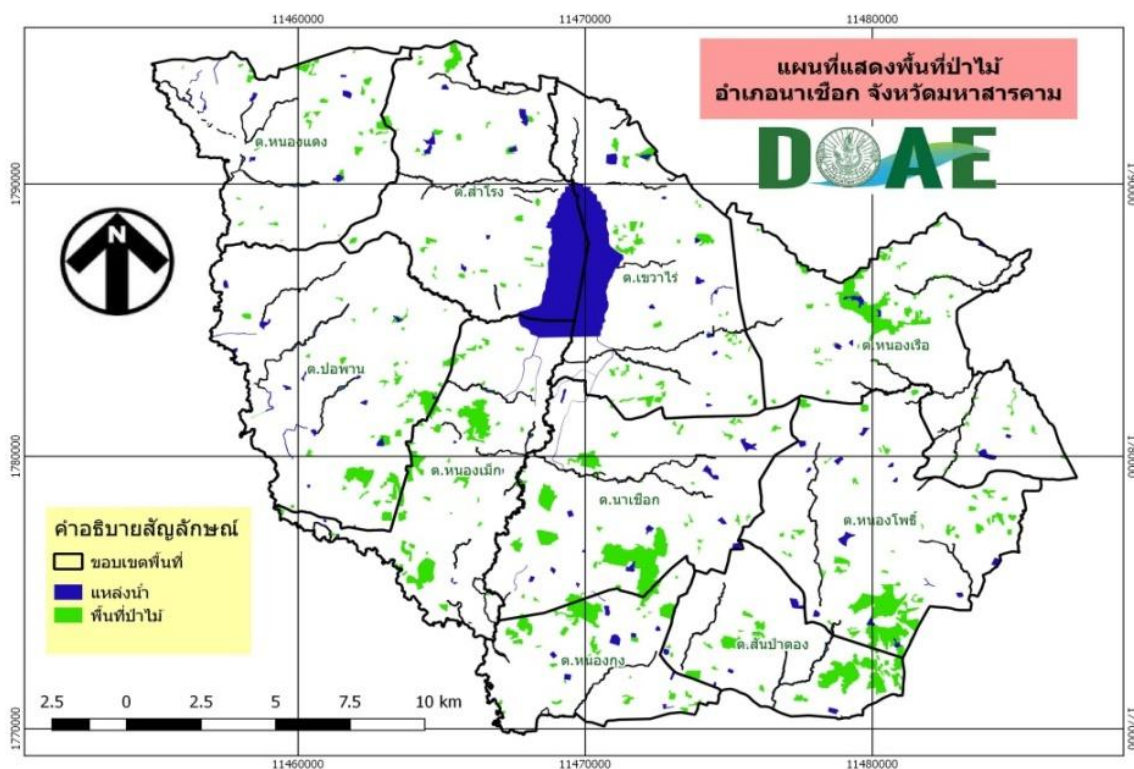 11460000 11470000 11480000
แผนที่แสดงพื้นที่ป่าไม้
อำเภอนาเชือก จังหวัดมหาสารคาม
DOAE
ต.หนองแดง
1790000
1790000
ต.สำโรง
N
ต.เขวาไร่
ต.หนองเรือ
ต.ปอพาน
1780000
1780000
ต.หนองเม็ก
ต.นาเชือก
ต.หนองโพธิ์
คำอธิบายสัญลักษณ์
ขอบเขตพื้นที่
แหล่งน้ำ
พื้นที่ป่าไม้
ต.สันป่าตอง
ต.หนองกุง
2.5 0 2.5 5 7.5 10 km
1770000
11460000 11470000 11480000